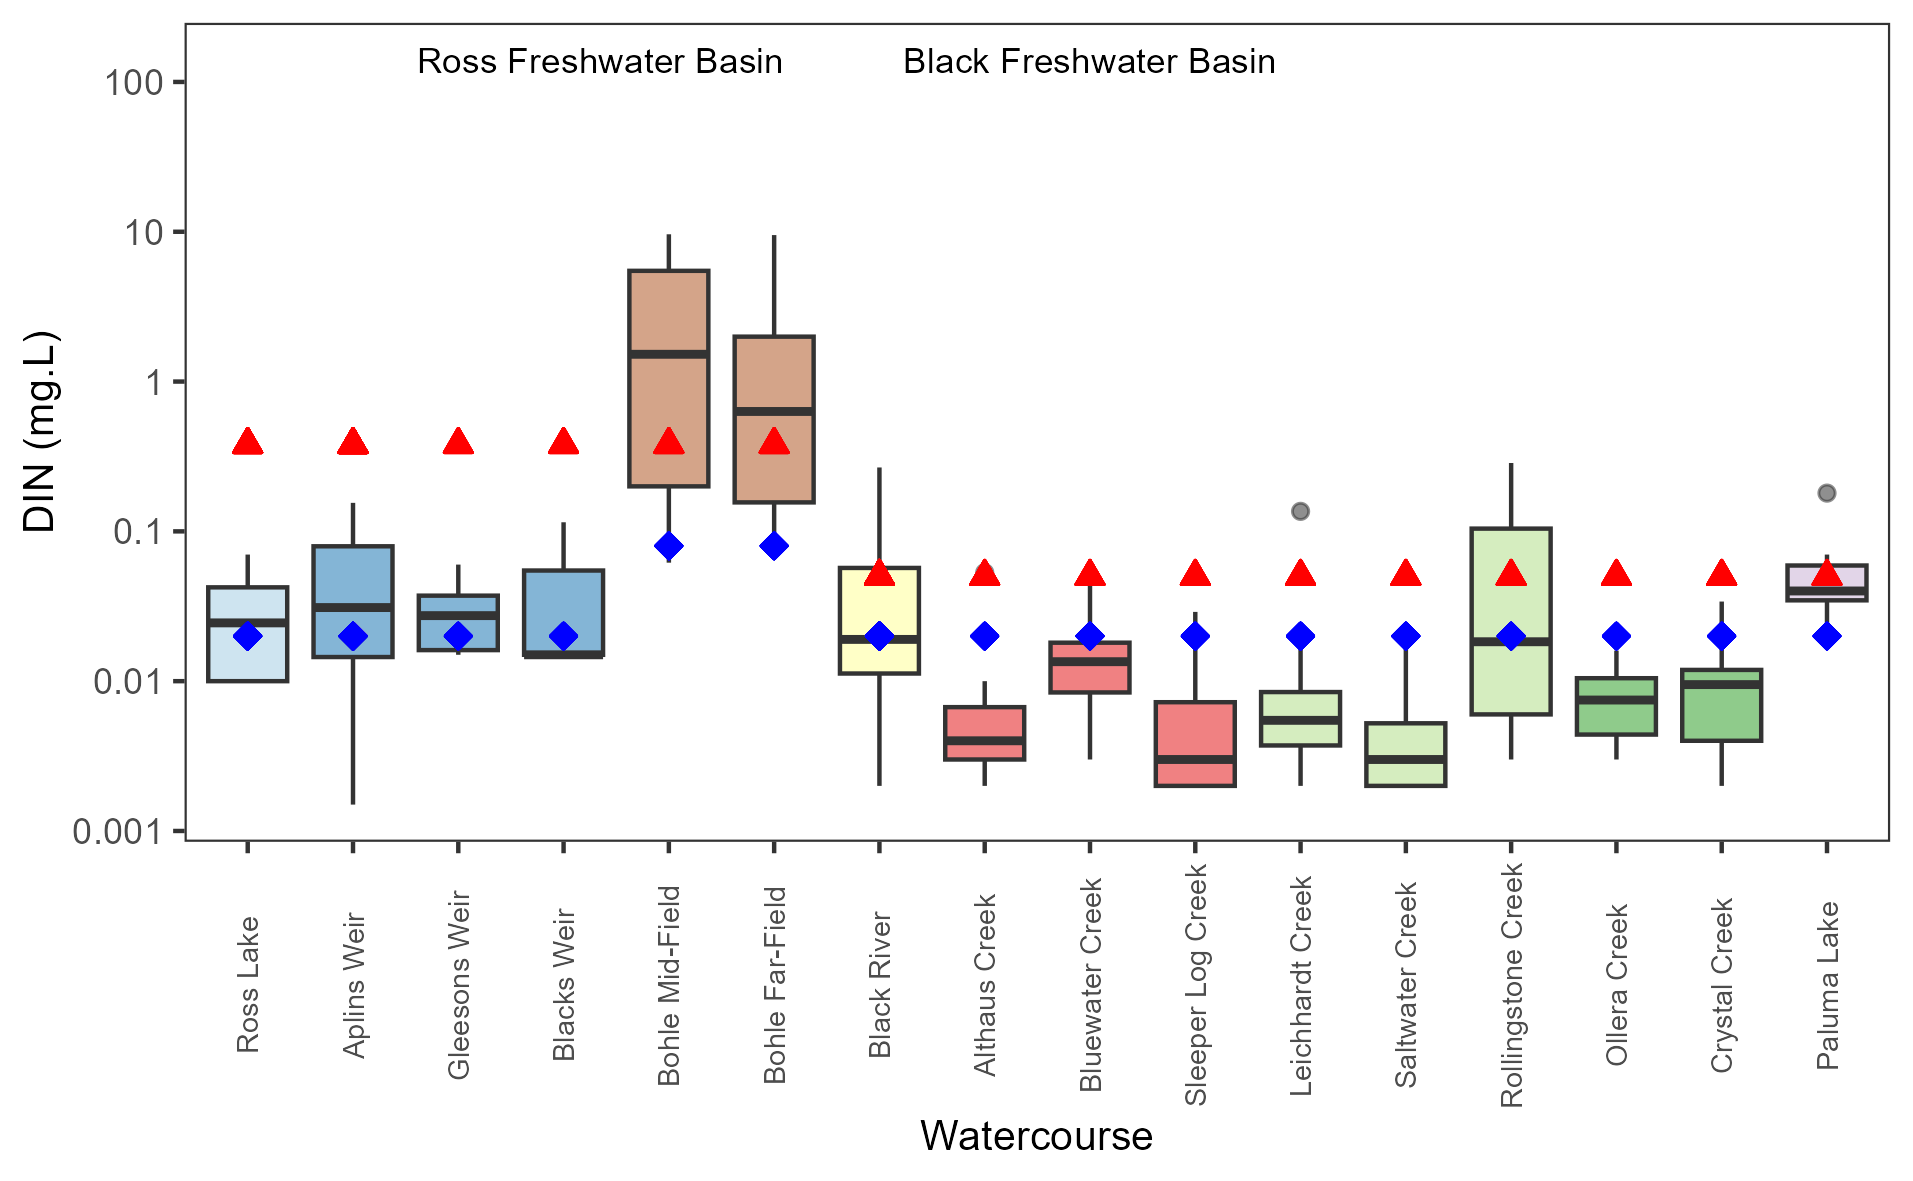 Ross Freshwater Basin Black Freshwater Basin
100
10
1
0.1
0.01
0.001
DIN (mg.L)
Ross Lake
Aplins Weir
Gleesons Weir
Blacks Weir
Bohle Mid-Field
Bohle Far-Field
Black River
Althaus Creek
Bluewater Creek
Sleeper Log Creek
Leichhardt Creek
Saltwater Creek
Rollingstone Creek
Ollera Creek
Crystal Creek
Paluma Lake
Watercourse